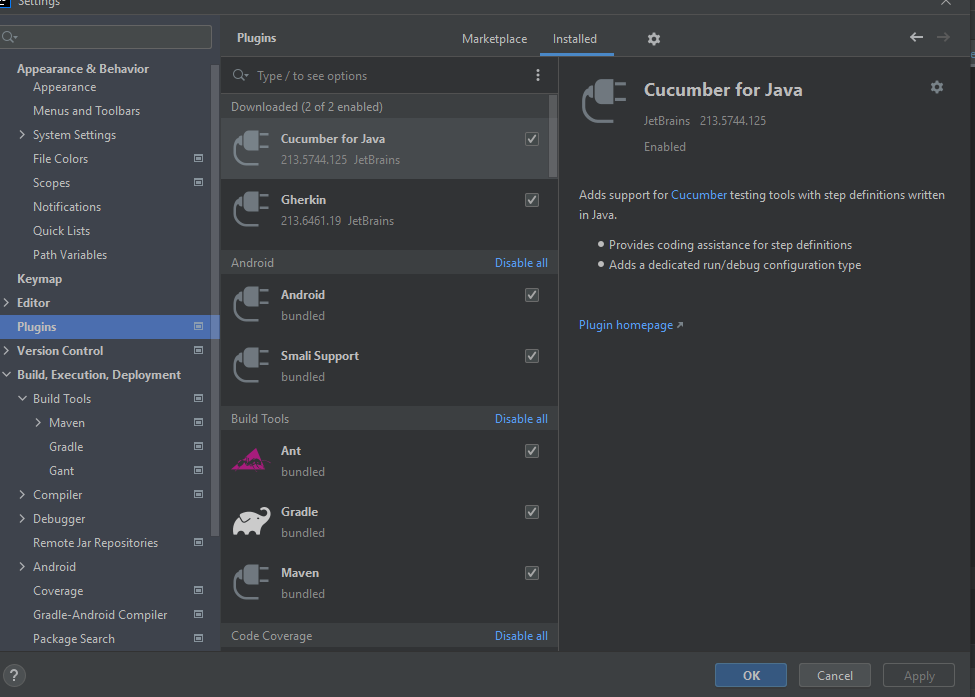 Settings
Appearance & Behavior
Appearance
Menus and Toolbars
System Settings
File Colors
Scopes
Notifications
Quick Lists
Path Variables
Keymap
Editor
Plugins
Version Control
Build, Execution, Deployment
Build Tools
Maven
Gradle
Gant
Compiler
Debugger
Remote Jar Repositories
Android
Coverage
Gradle-Android Compiler
Package Search
?
Plugins
Marketplace
Installed
Type / to see options
Downloaded (2 of 2 enabled)
Cucumber for Java
213.5744.125 JetBrains
Gherkin
213.6461.19 JetBrains
Android Disable all
Android
bundled
Smali Support
bundled
Build Tools Disable all
Ant
bundled
Gradle
bundled
Maven
bundled
Code Coverage Disable all
Cucumber for Java
JetBrains 213.5744.125
Enabled
Adds support for Cucumber testing tools with step definitions written
in Java.
• Provides coding assistance for step definitions
• Adds a dedicated run/debug configuration type
Plugin homepage ↗
OK
Cancel
Apply